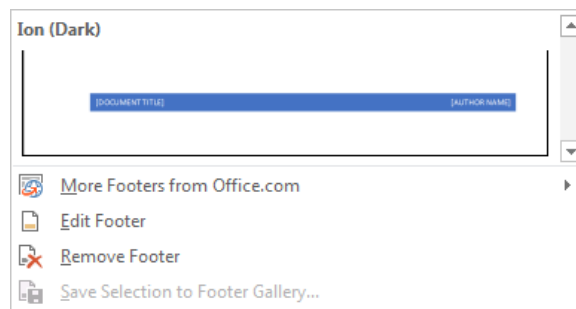 Ion (Dark)
[DOCUMENT TITLE] [AUTHOR NAME]
More Footers from Office.com
Edit Footer
Remove Footer
Save Selection to Footer Gallery...